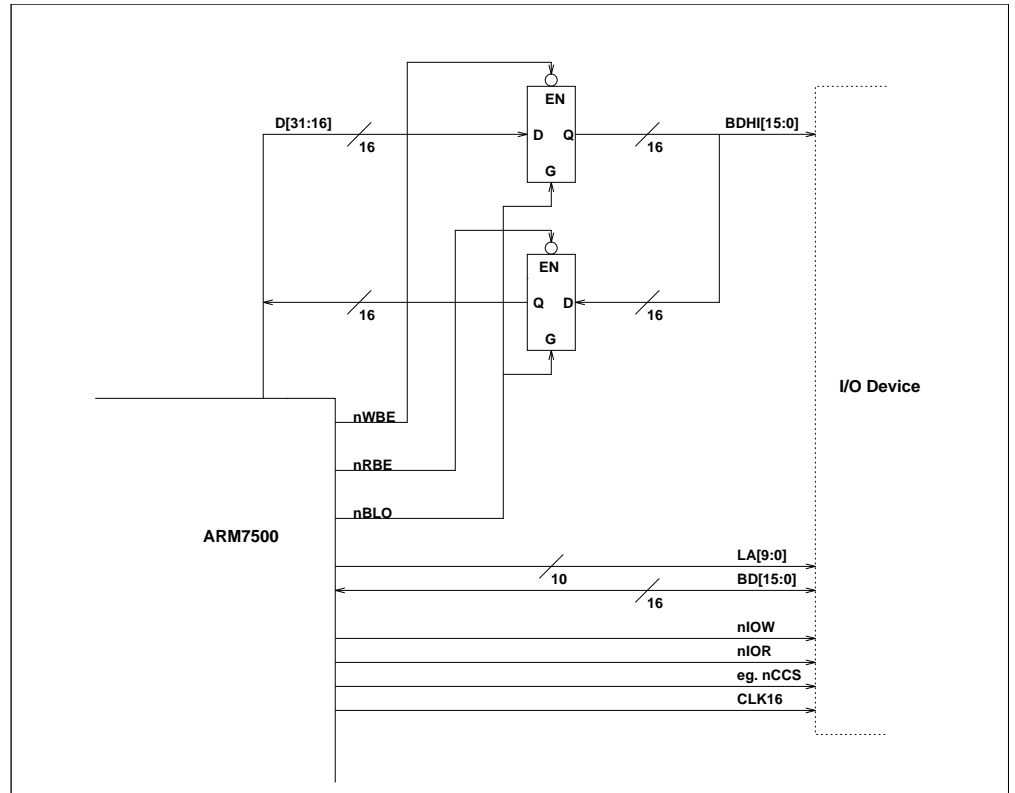 EN
D[31:16]
D Q
BDHI[15:0]
16
16
G
EN
Q D
16
16
G
I/O Device
nWBE
nRBE
nBLO
ARM7500
LA[9:0]
10
BD[15:0]
16
nIOW
nIOR
eg. nCCS
CLK16